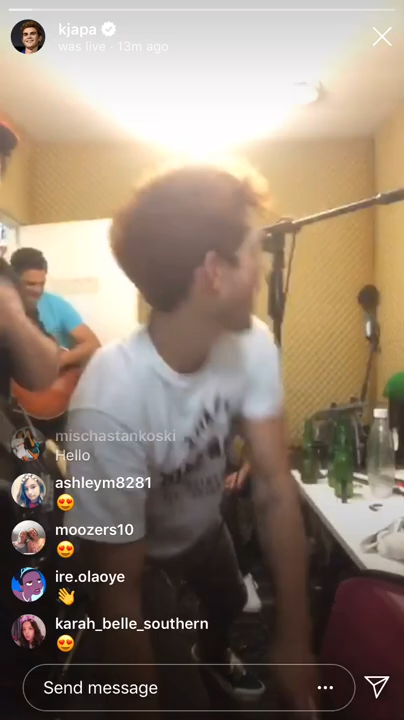 kjapa
was live · 13m ago
mischastankoski
Hello
ashleym8281
😍
moozers10
😍
ire.olaoye
👋
karah_belle_southern
😍
Send message